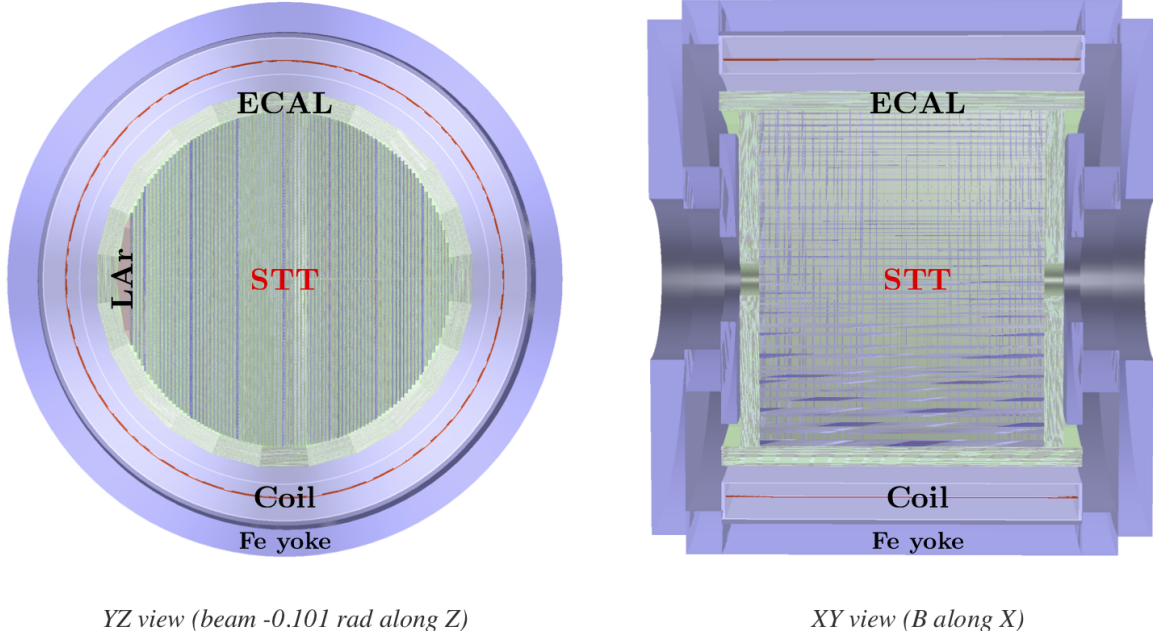 ECAL
LAr
STT
Coil
Fe yoke
YZ view (beam -0.101 rad along Z)
ECAL
STT
Coil
Fe yoke
XY view (B along X)